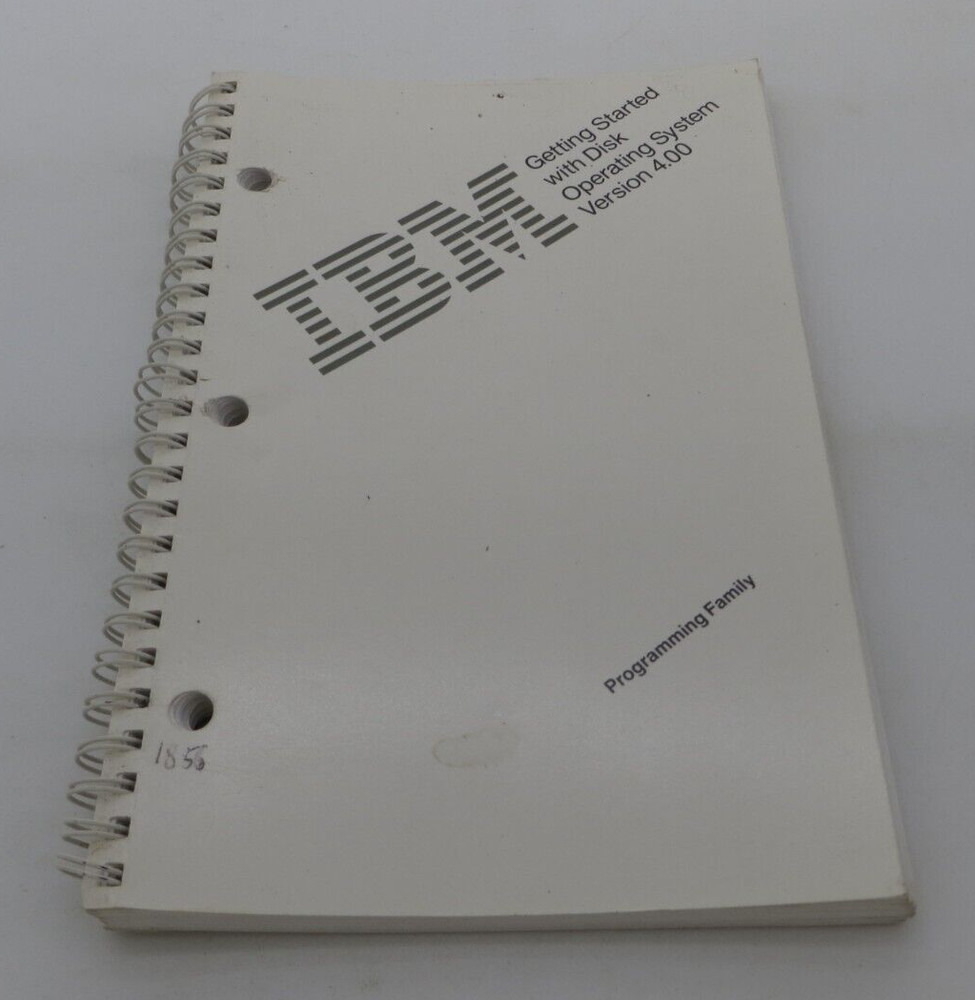 IBM
Getting Started
with Disk
Operating System
Version 4.00
Programming Family
1856